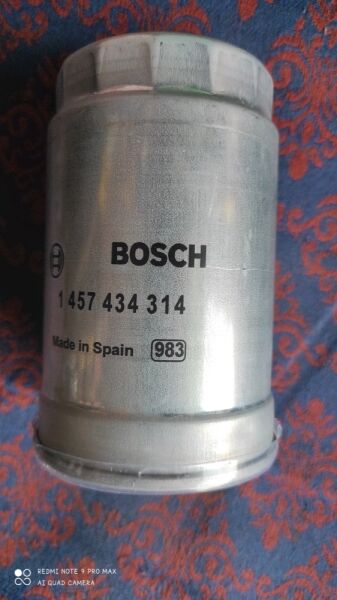 BOSCH
1 457 434 314
Made in Spain 983
REDMI NOTE 9 PRO MAX
AI QUAD CAMERA